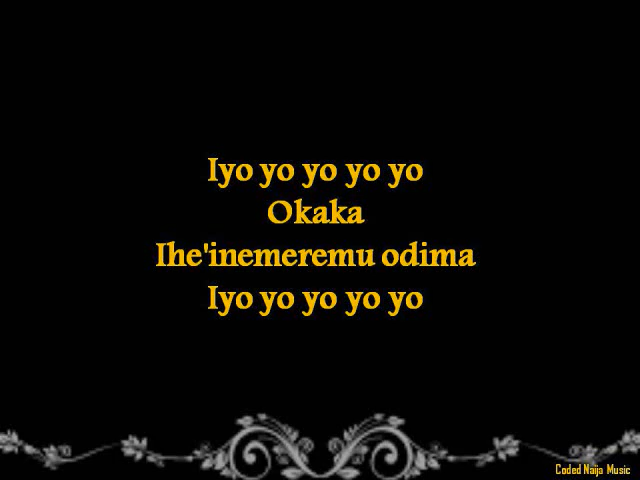 Iyo yo yo yo yo
Okaka
Ihe'inemeremu odima
Iyo yo yo yo yo
Coded Naija Music